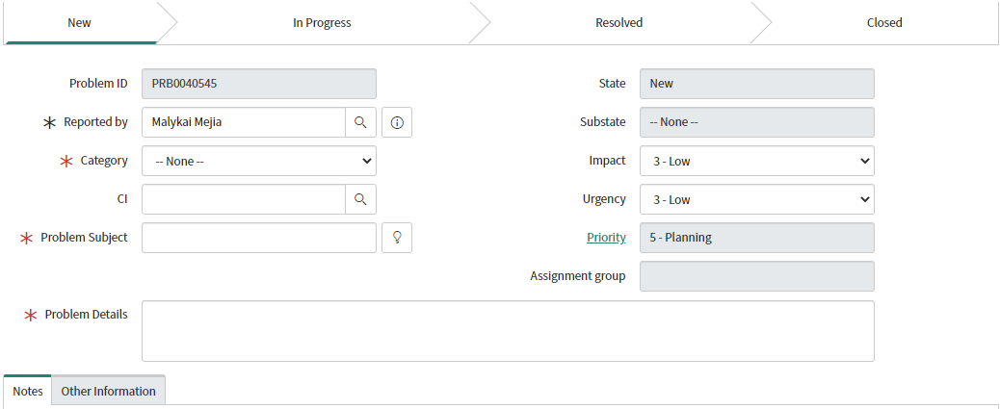 New In Progress Resolved Closed
Problem ID PRB0040545 State New
* Reported by Malykai Mejia Substate -- None --
* Category -- None -- Impact 3 - Low
CI Urgency 3 - Low
* Problem Subject Priority 5 - Planning
Assignment group
* Problem Details
Notes Other Information